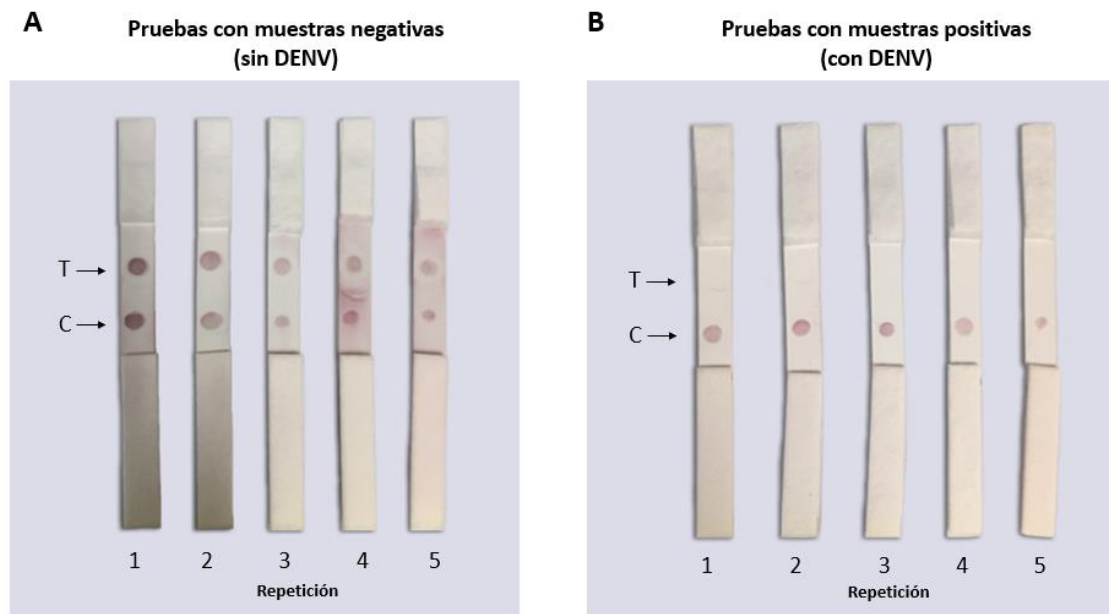 A
Pruebas con muestras negativas
(sin DENV)
T
C
1 2 3 4 5
Repetición
B
Pruebas con muestras positivas
(con DENV)
T
C
1 2 3 4 5
Repetición